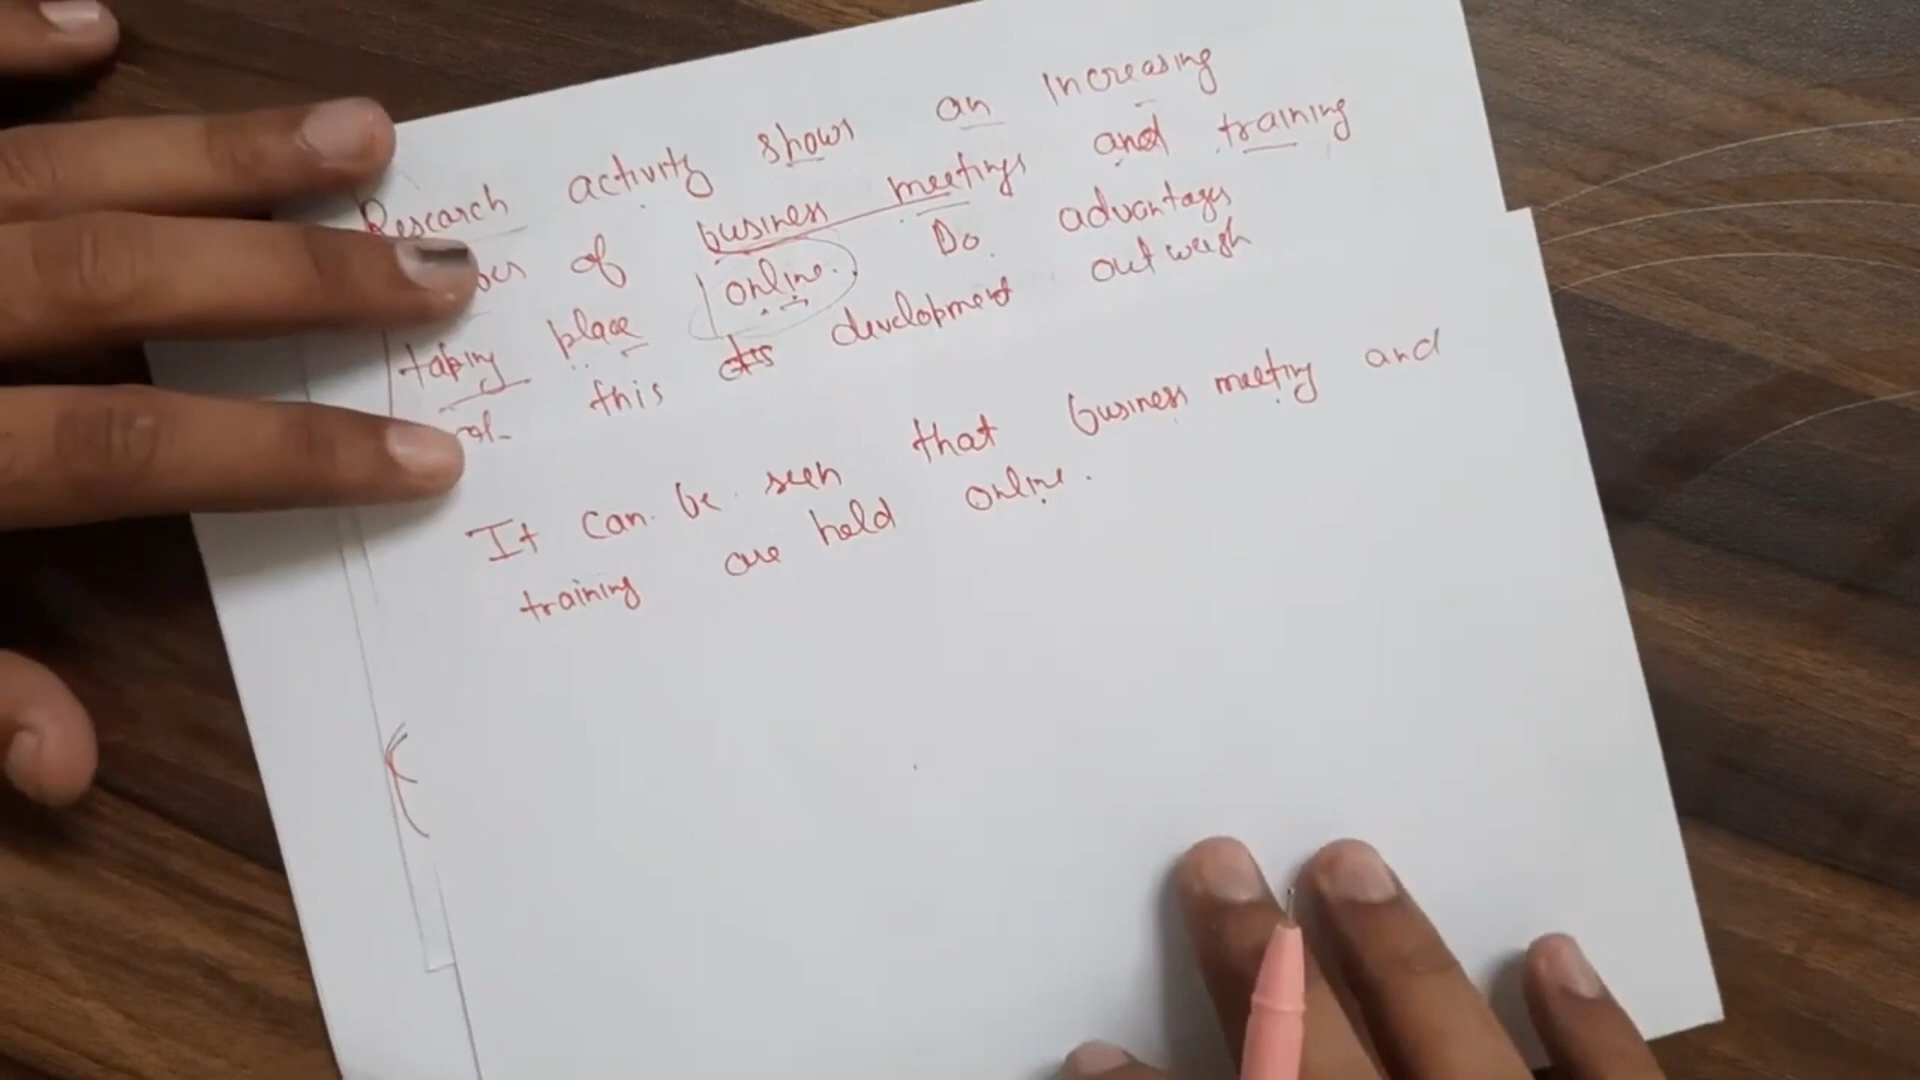 Research activity shows an increasing
of business meetings and training
taking place online. Do advantages
this development outweigh
It can be seen that business meeting and
training are held online.